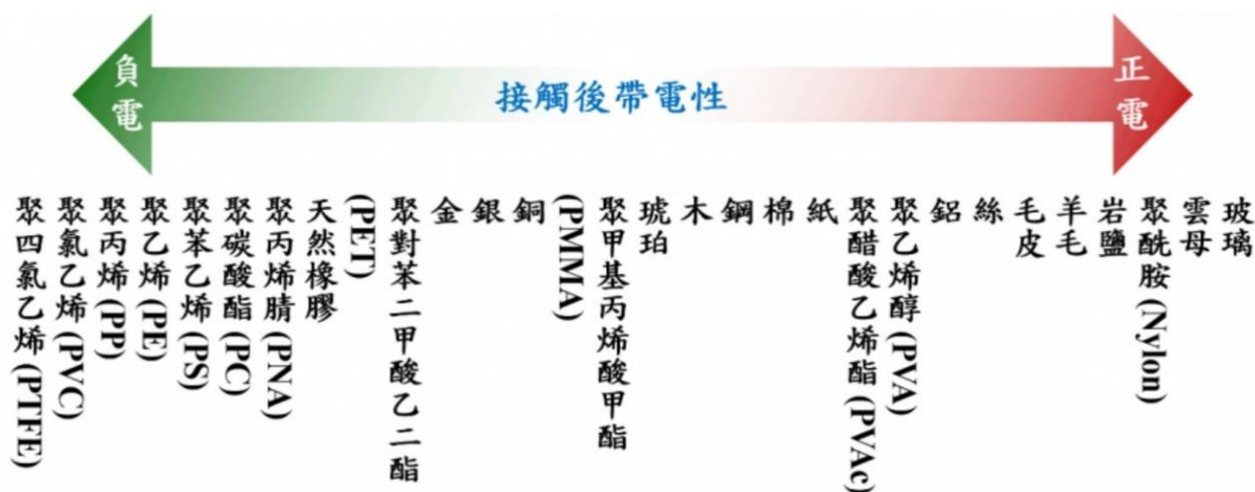 負電
接觸後帶電性
正電
聚四氯乙烯(PTFE)
聚氯乙烯(PVC)
聚丙烯(PP)
聚乙烯(PE)
聚苯乙烯(PS)
聚碳酸酯(PC)
聚丙烯腈(PNA)
天然橡膠
聚對苯二甲酸乙二酯
(PET)
金
銀
銅
聚甲基丙烯酸甲酯
(PMMA)
琥珀
木
鋼
棉
紙
聚醋酸乙烯酯(PVAc)
聚乙烯醇(PVA)
鋁
絲
毛皮
羊毛
岩鹽
聚酰胺(Nylon)
雲母
玻璃